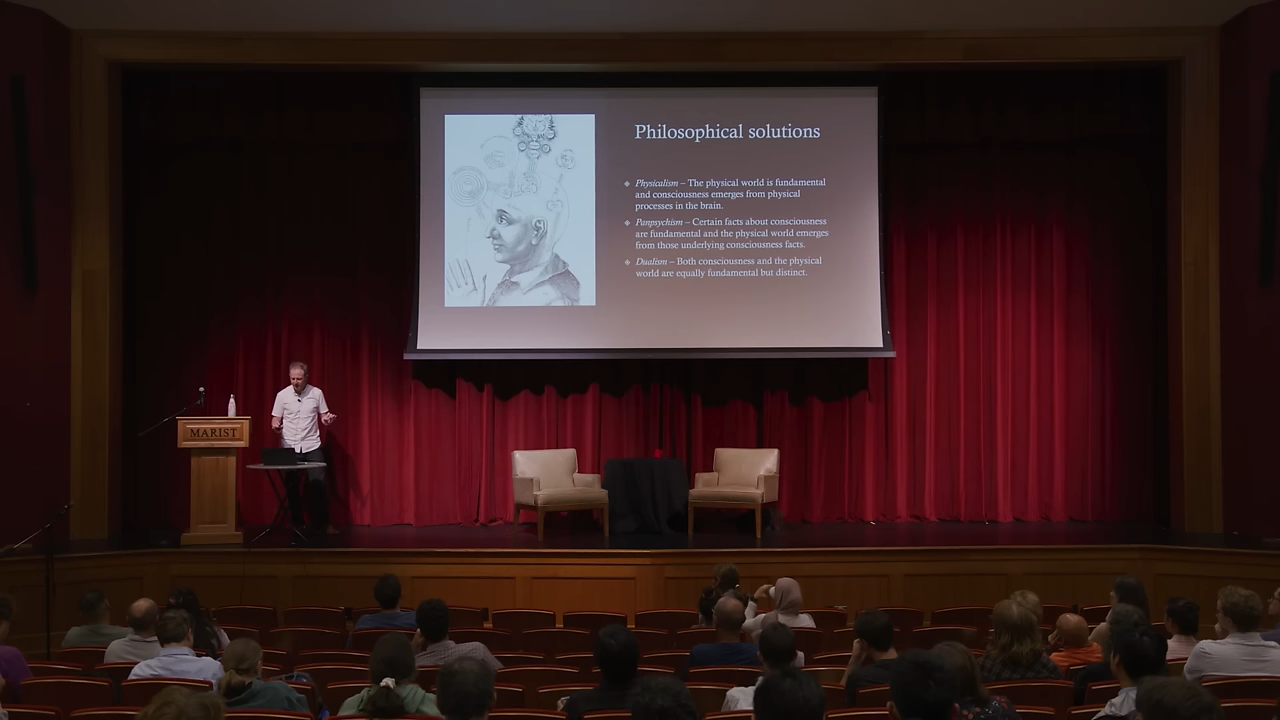 Philosophical solutions
Physicalism – The physical world is fundamental
and consciousness emerges from physical
processes in the brain.
Panpsychism – Certain facts about consciousness
are fundamental and the physical world emerges
from those underlying consciousness facts.
Dualism – Both consciousness and the physical
world are equally fundamental but distinct.
MARIST